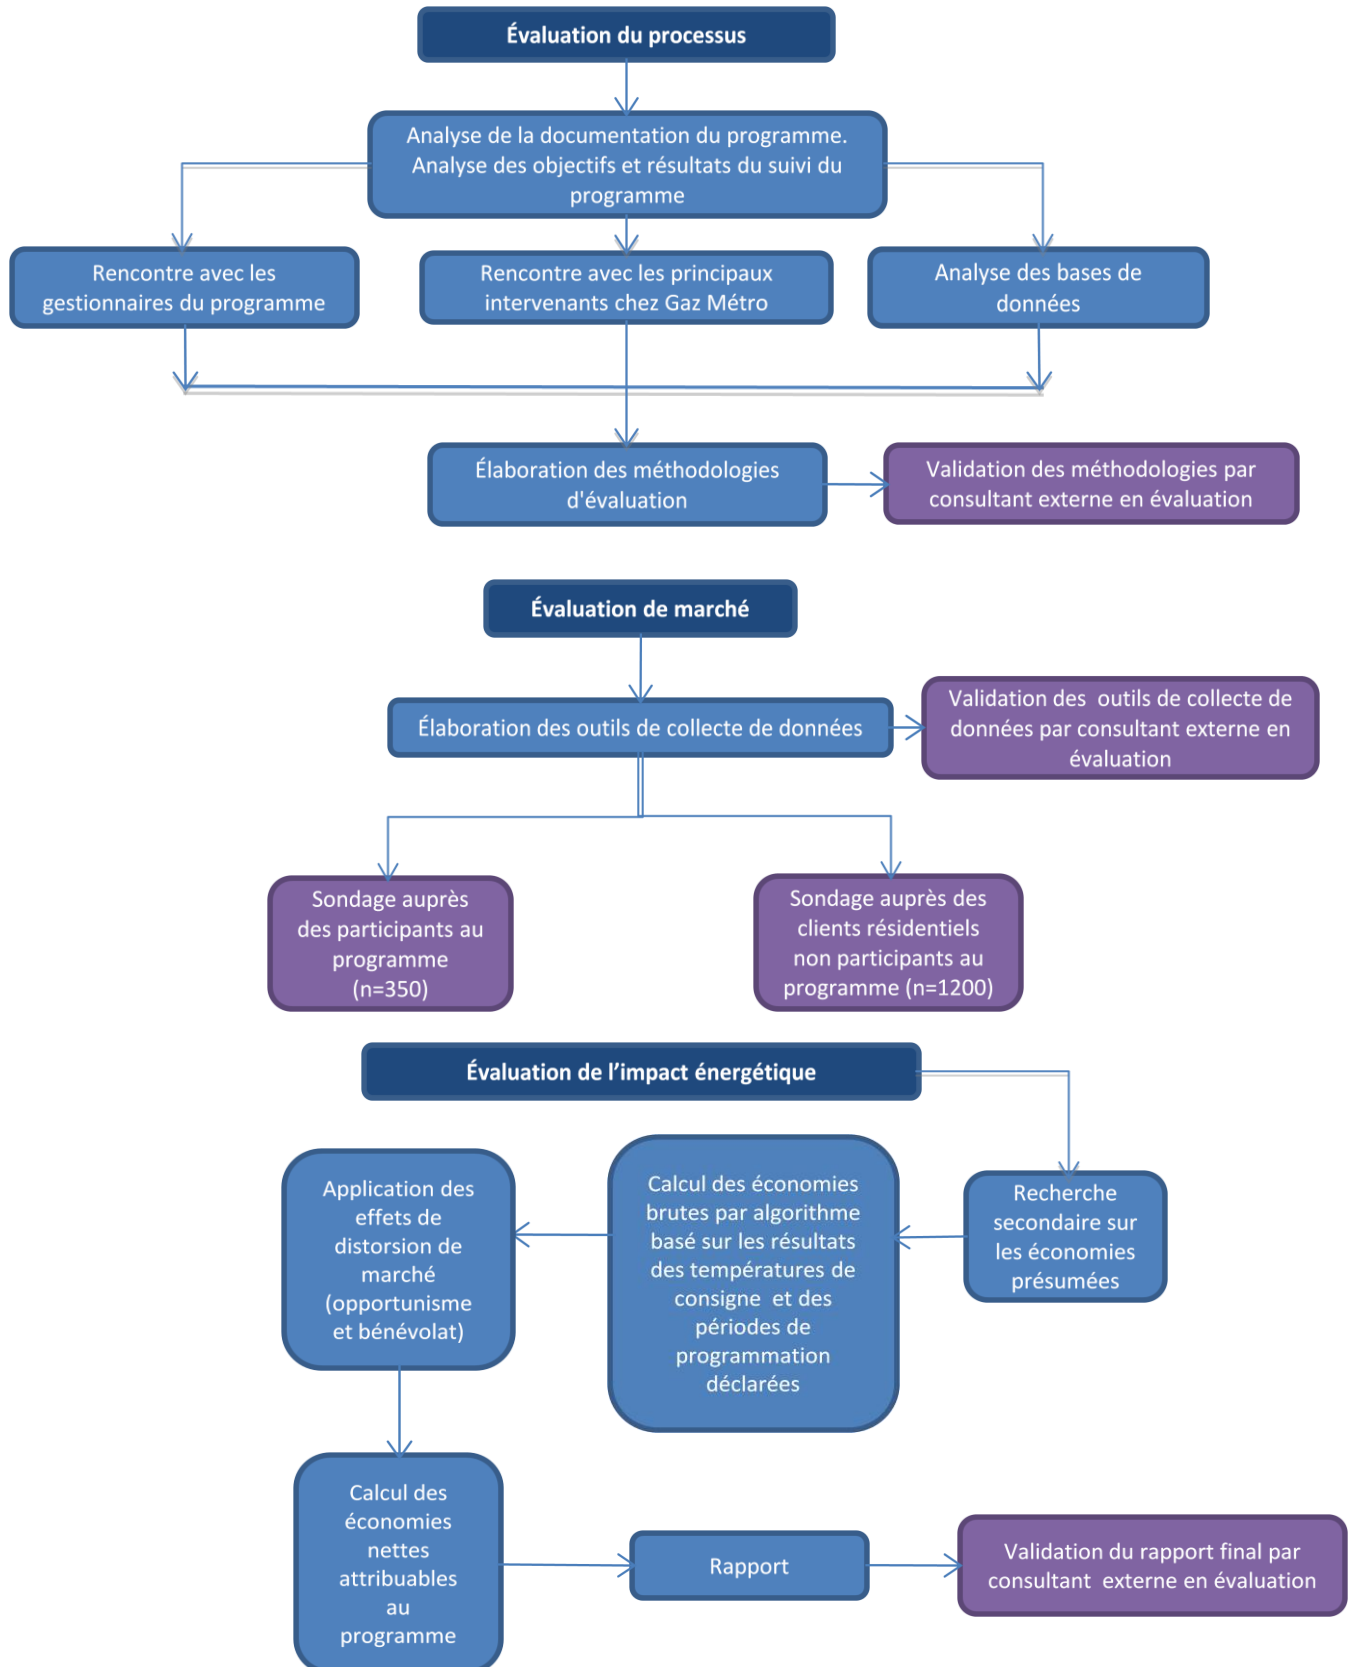 Évaluation du processus
Analyse de la documentation du programme.
Analyse des objectifs et résultats du suivi du
programme
Rencontre avec les
gestionnaires du programme
Rencontre avec les principaux
intervenants chez Gaz Métro
Analyse des bases de
données
Élaboration des méthodologies
d'évaluation
Validation des méthodologies par
consultant externe en évaluation
Évaluation de marché
Élaboration des outils de collecte de données
Validation des  outils de collecte de
données par consultant externe en
évaluation
Sondage auprès
des participants au
programme
(n=350)
Sondage auprès des
clients résidentiels
non participants au
programme (n=1200)
Évaluation de l’impact énergétique
Recherche
secondaire sur
les économies
présumées
Calcul des économies
brutes par algorithme
basé sur les résultats
des températures de
consigne  et des
périodes de
programmation
déclarées
Application des
effets de
distorsion de
marché
(opportunisme
et bénévolat)
Calcul des
économies
nettes
attribuables
au
programme
Rapport
Validation du rapport final par
consultant  externe en évaluation